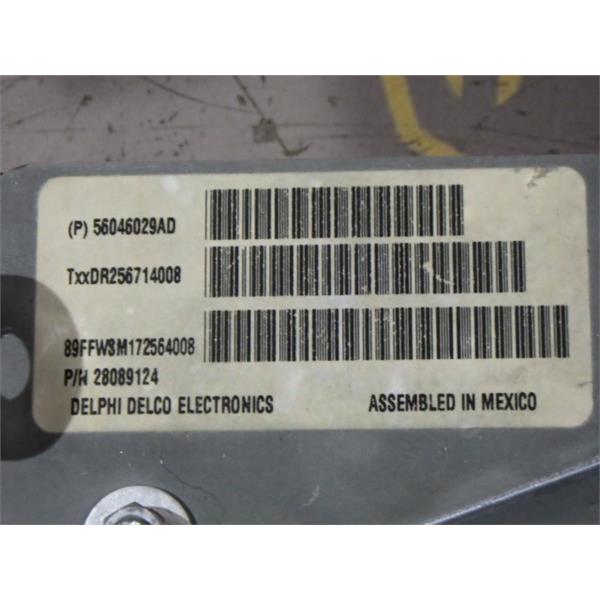 (P) 56046029AD
TxxDR256714008
89FFWSM172564008
P/N 28089124
DELPHI DELCO ELECTRONICS ASSEMBLED IN MEXICO